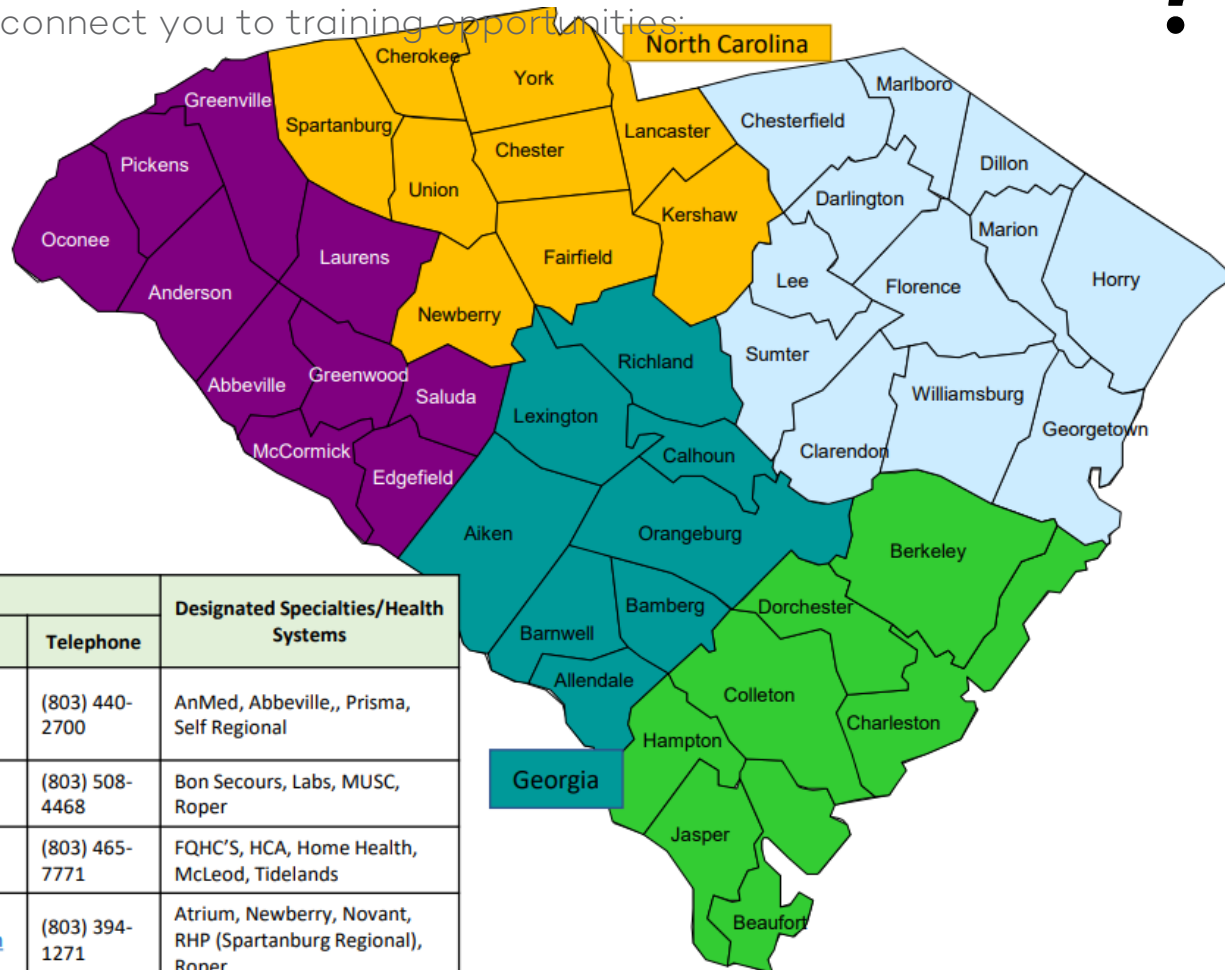 connect you to training opportunities:
?
North Carolina
Cherokee
York
Marlboro
Greenville
Spartanburg
Lancaster
Chesterfield
Pickens
Chester
Dillon
Union
Darlington
Oconee
Kershaw
Marion
Laurens
Fairfield
Anderson
Lee
Florence
Horry
Newberry
Richland
Sumter
Abbeville
Greenwood
Saluda
Lexington
Williamsburg
McCormick
Calhoun
Clarendon
Georgetown
Edgefield
Aiken
Orangeburg
Berkeley
Bamberg
Dorchester
Barnwell
Allendale
Colleton
Charleston
Hampton
Georgia
Jasper
Beaufort
Telephone
Designated Specialties/Health
Systems
(803) 440-
2700
AnMed, Abbeville,, Prisma,
Self Regional
(803) 508-
4468
Bon Secours, Labs, MUSC,
Roper
(803) 465-
7771
FQHC'S, HCA, Home Health,
McLeod, Tidelands
(803) 394-
1271
Atrium, Newberry, Novant,
RHP (Spartanburg Regional),
Roper